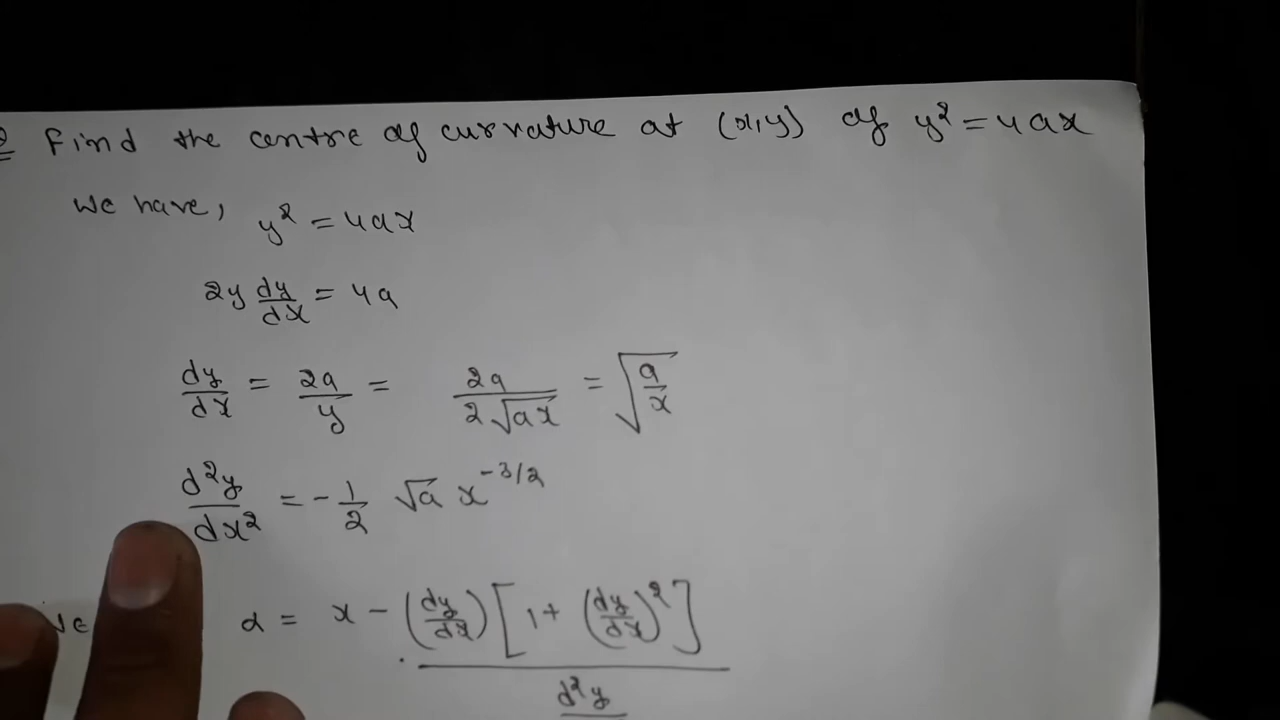 Find the centre of curvature at (x,y) of y² = 4ax
We have, y² = 4ax
2y dy/dx = 4a
dy/dx = 2a/y = 2a/2√ax = √a/x
d²y/dx² = -1/2 √a x^-3/2
α = x - (dy/dx) [1 + (dy/dx)²]
d²y